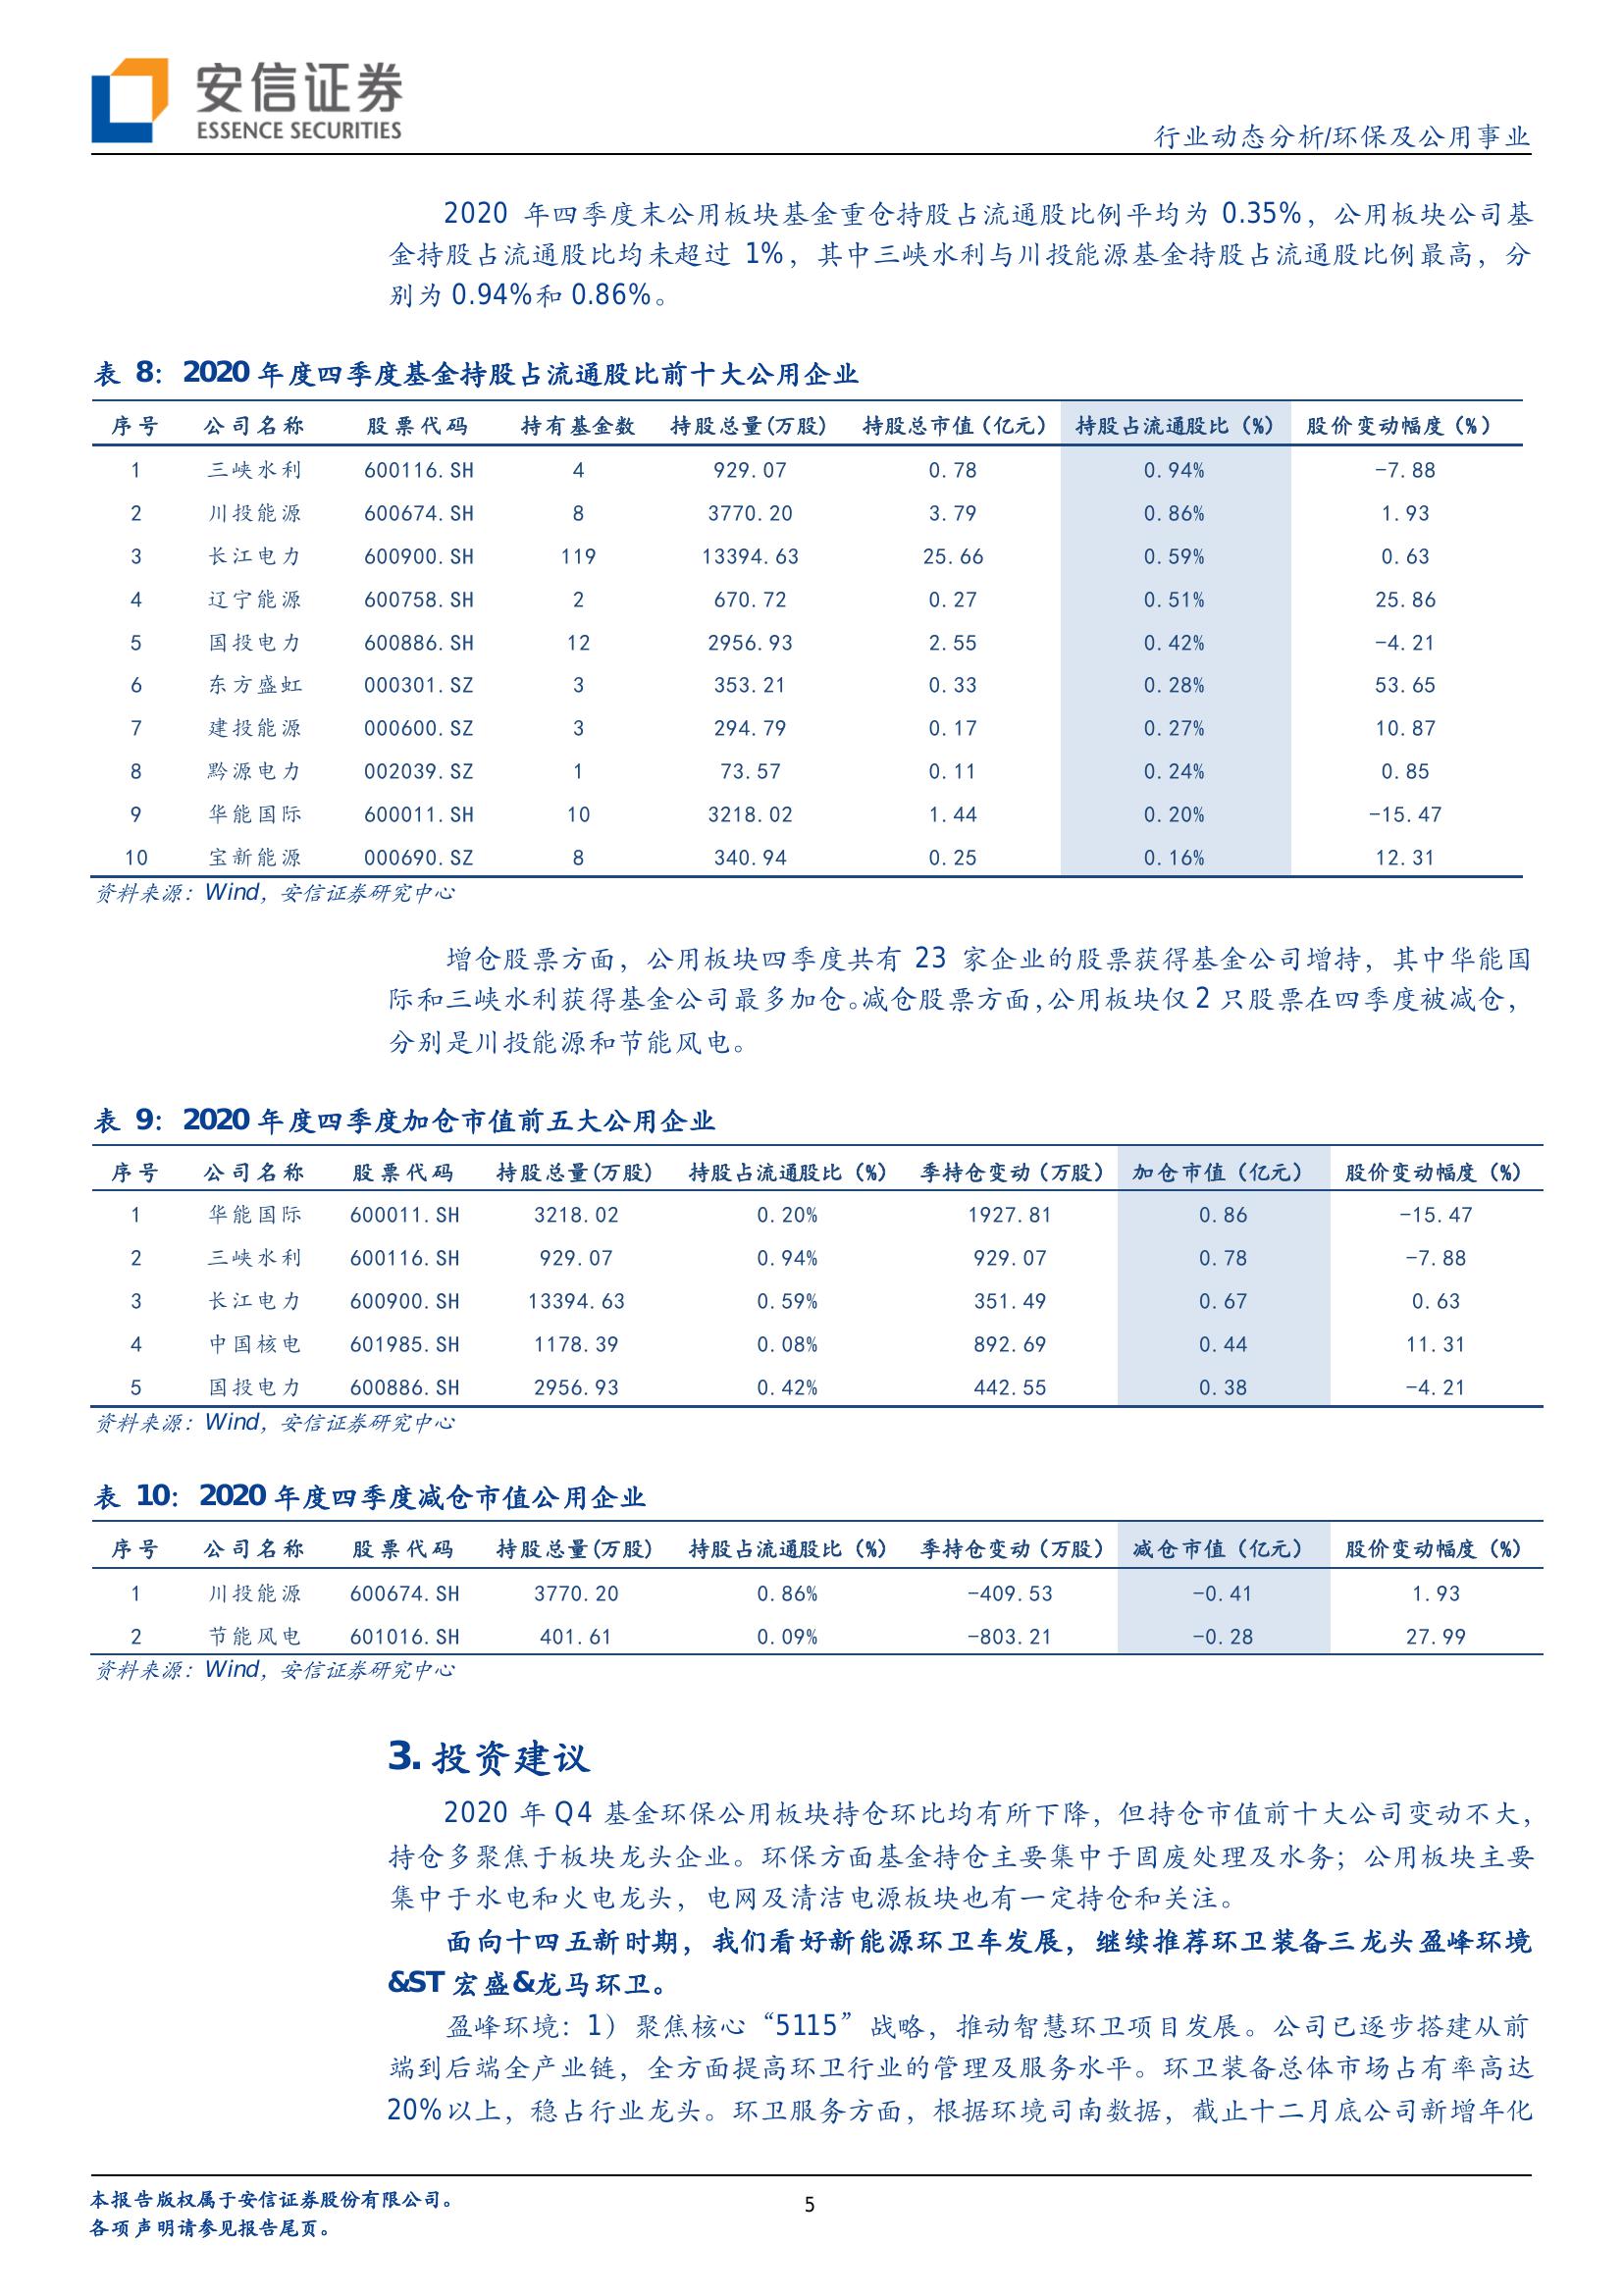 安信证券
ESSENCE SECURITIES
行业动态分析/环保及公用事业
2020 年四季度末公用板块基金重仓持股占流通股比例平均为 0.35%，公用板块公司基
金持股占流通股比均未超过 1%，其中三峡水利与川投能源基金持股占流通股比例最高，分
别为 0.94%和 0.86%。
表 8：2020 年度四季度基金持股占流通股比前十大公用企业
序号 公司名称 股票代码 持有基金数 持股总量(万股) 持股总市值（亿元） 持股占流通股比（%） 股价变动幅度（%）
1 三峡水利 600116.SH 4 929.07 0.78 0.94% -7.88
2 川投能源 600674.SH 8 3770.20 3.79 0.86% 1.93
3 长江电力 600900.SH 119 13394.63 25.66 0.59% 0.63
4 辽宁能源 600758.SH 2 670.72 0.27 0.51% 25.86
5 国投电力 600886.SH 12 2956.93 2.55 0.42% -4.21
6 东方盛虹 000301.SZ 3 353.21 0.33 0.28% 53.65
7 建投能源 000600.SZ 3 294.79 0.17 0.27% 10.87
8 黔源电力 002039.SZ 1 73.57 0.11 0.24% 0.85
9 华能国际 600011.SH 10 3218.02 1.44 0.20% -15.47
10 宝新能源 000690.SZ 8 340.94 0.25 0.16% 12.31
资料来源：Wind，安信证券研究中心
增仓股票方面，公用板块四季度共有 23 家企业的股票获得基金公司增持，其中华能国
际和三峡水利获得基金公司最多加仓。减仓股票方面，公用板块仅 2 只股票在四季度被减仓，
分别是川投能源和节能风电。
表 9：2020 年度四季度加仓市值前五大公用企业
序号 公司名称 股票代码 持股总量(万股) 持股占流通股比（%） 季持仓变动（万股） 加仓市值（亿元） 股价变动幅度（%）
1 华能国际 600011.SH 3218.02 0.20% 1927.81 0.86 -15.47
2 三峡水利 600116.SH 929.07 0.94% 929.07 0.78 -7.88
3 长江电力 600900.SH 13394.63 0.59% 351.49 0.67 0.63
4 中国核电 601985.SH 1178.39 0.08% 892.69 0.44 11.31
5 国投电力 600886.SH 2956.93 0.42% 442.55 0.38 -4.21
资料来源：Wind，安信证券研究中心
表 10：2020 年度四季度减仓市值公用企业
序号 公司名称 股票代码 持股总量(万股) 持股占流通股比（%） 季持仓变动（万股） 减仓市值（亿元） 股价变动幅度（%）
1 川投能源 600674.SH 3770.20 0.86% -409.53 -0.41 1.93
2 节能风电 601016.SH 401.61 0.09% -803.21 -0.28 27.99
资料来源：Wind，安信证券研究中心
3. 投资建议
2020 年 Q4 基金环保公用板块持仓环比均有所下降，但持仓市值前十大公司变动不大，
持仓多聚焦于板块龙头企业。环保方面基金持仓主要集中于固废处理及水务；公用板块主要
集中于水电和火电龙头，电网及清洁电源板块也有一定持仓和关注。
面向十四五新时期，我们看好新能源环卫车发展，继续推荐环卫装备三龙头盈峰环境
&ST 宏盛&龙马环卫。
盈峰环境：1）聚焦核心“5115”战略，推动智慧环卫项目发展。公司已逐步搭建从前
端到后端全产业链，全方面提高环卫行业的管理及服务水平。环卫装备总体市场占有率高达
20%以上，稳占行业龙头。环卫服务方面，根据环境司南数据，截止十二月底公司新增年化
本报告版权属于安信证券股份有限公司。
各项声明请参见报告尾页。
5